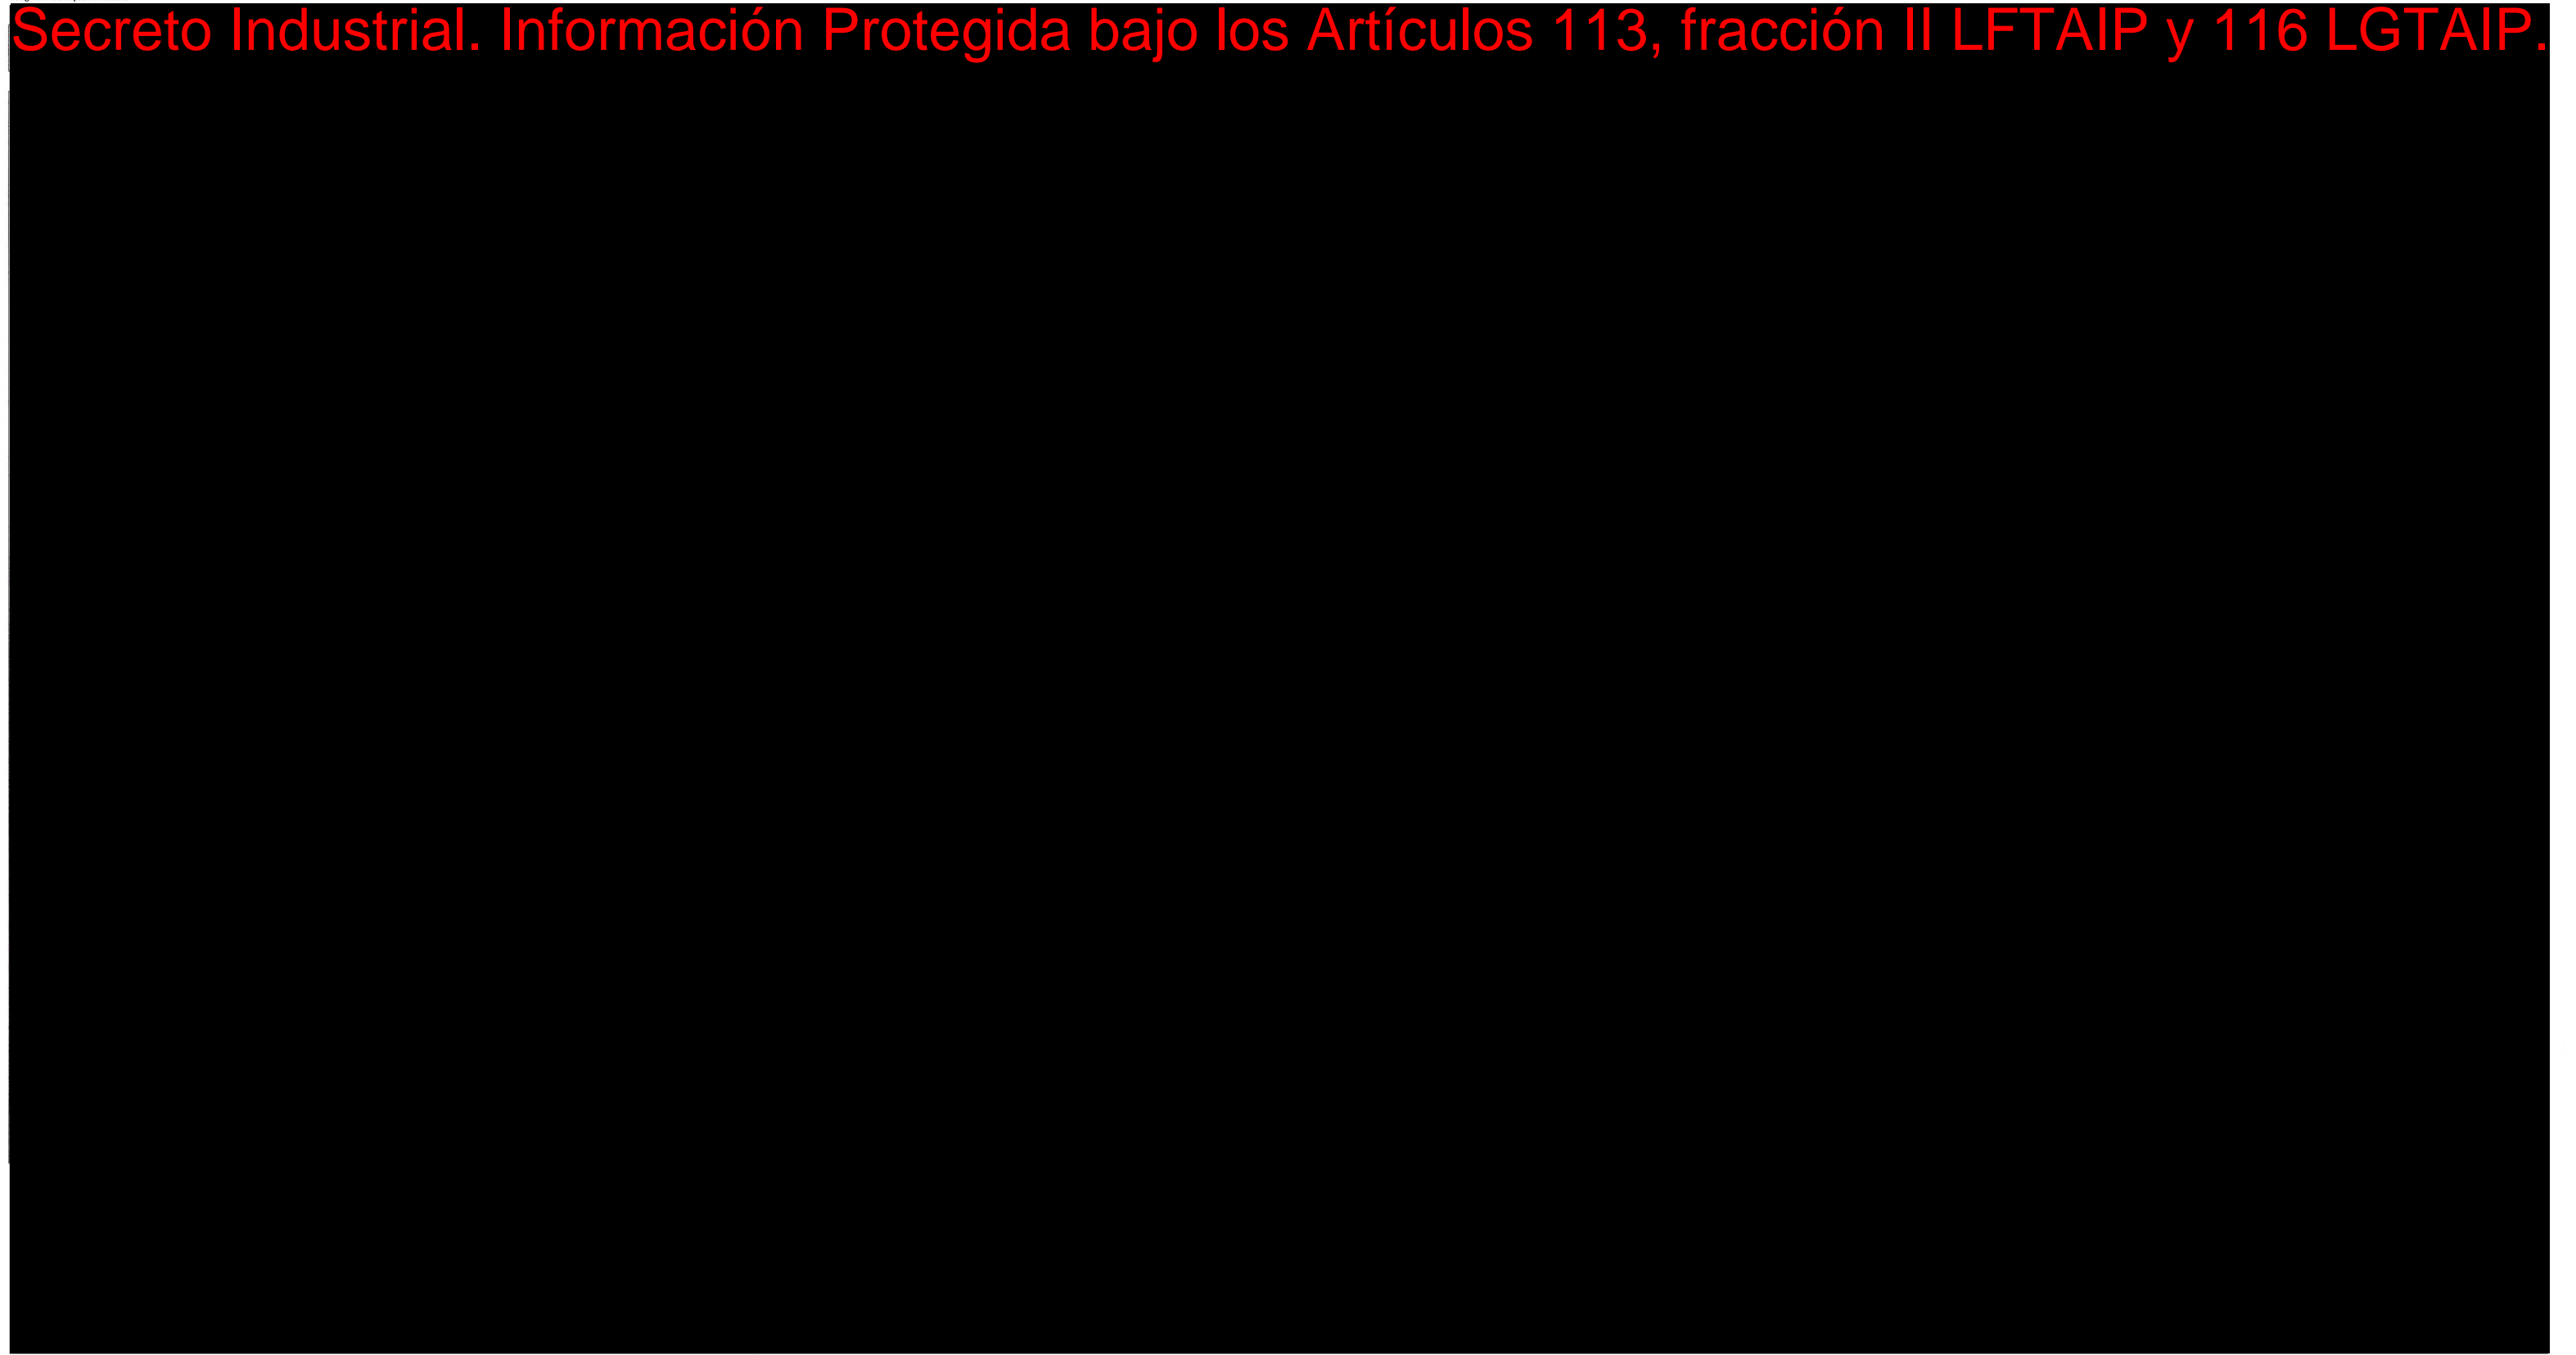 Secreto Industrial. Información Protegida bajo los Artículos 113, fracción II LFTAIP y 116 LGTAIP.